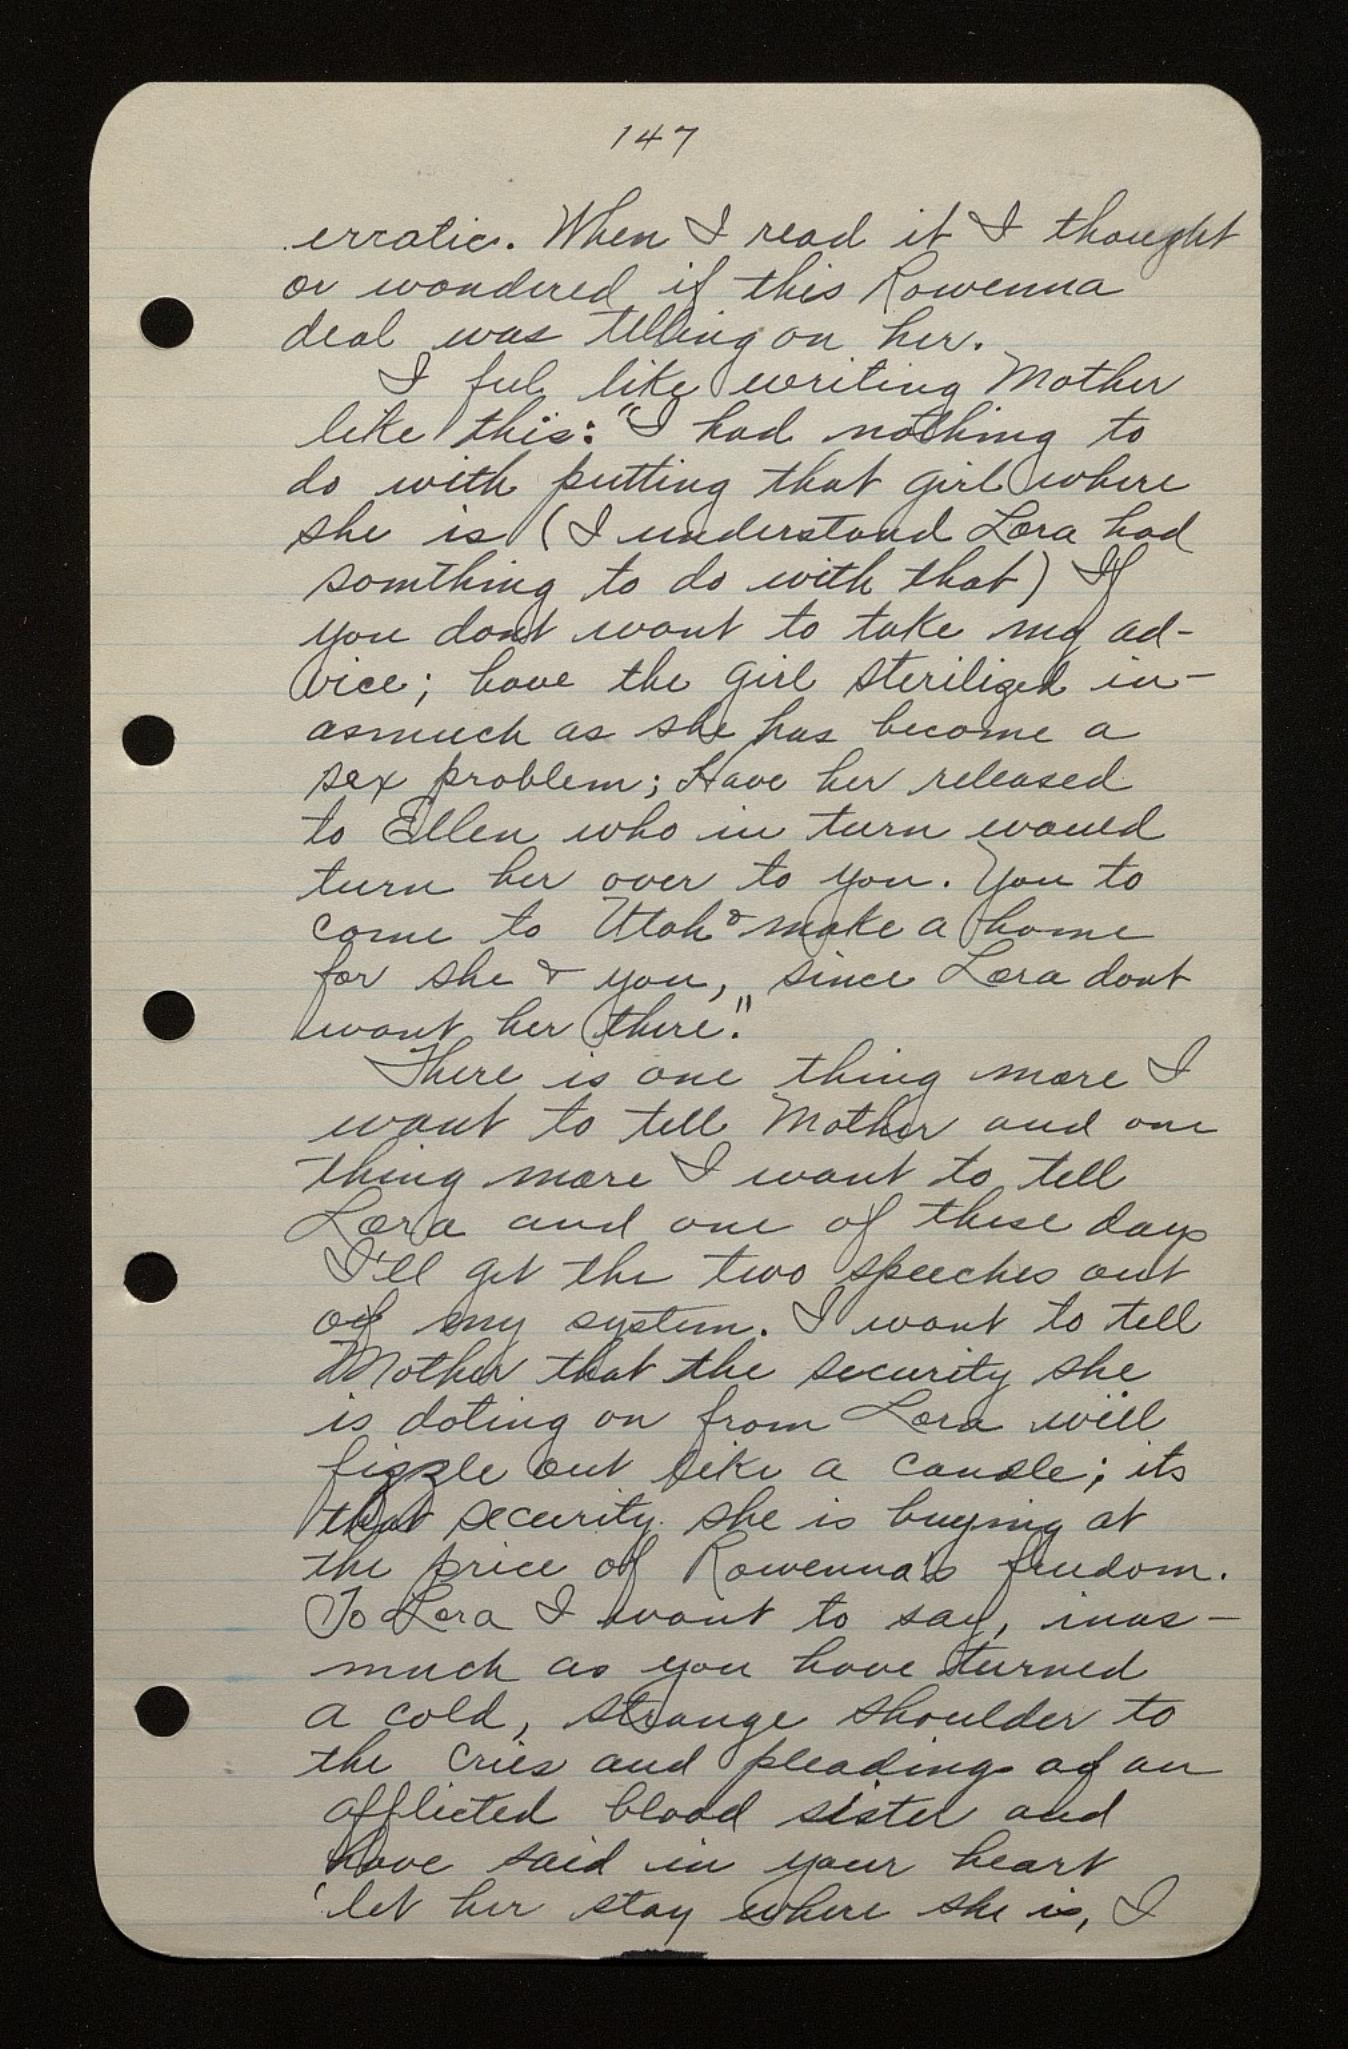 147
erratic. When I read it I thought
or wondered if this Rowenna
deal was telling on her.
I feel like writing Mother
like this: "I had nothing to
do with putting that girl where
she is (I understand Lora had
somthing to do with that) If
you dont want to take my ad-
vice; have the girl sterilized in-
asmuch as she has become a
sex problem; Have her released
to Ellen who in turn would
turn her over to you. You to
come to Utah & make a home
for she & you, since Lora dont
want her there."
There is one thing more I
want to tell Mother and one
thing more I want to tell
Lora and one of these days
I'll get the two speeches out
of my system. I want to tell
Mother that the security she
is doting on from Lora will
fizzle out like a candle; its
that security she is buying at
the price of Rowenna's freedom.
To Lora I want to say, inas-
much as you have turned
a cold, strange shoulder to
the cries and pleadings of an
afflicted blood sister and
have said in your heart
'let her stay where she is, I